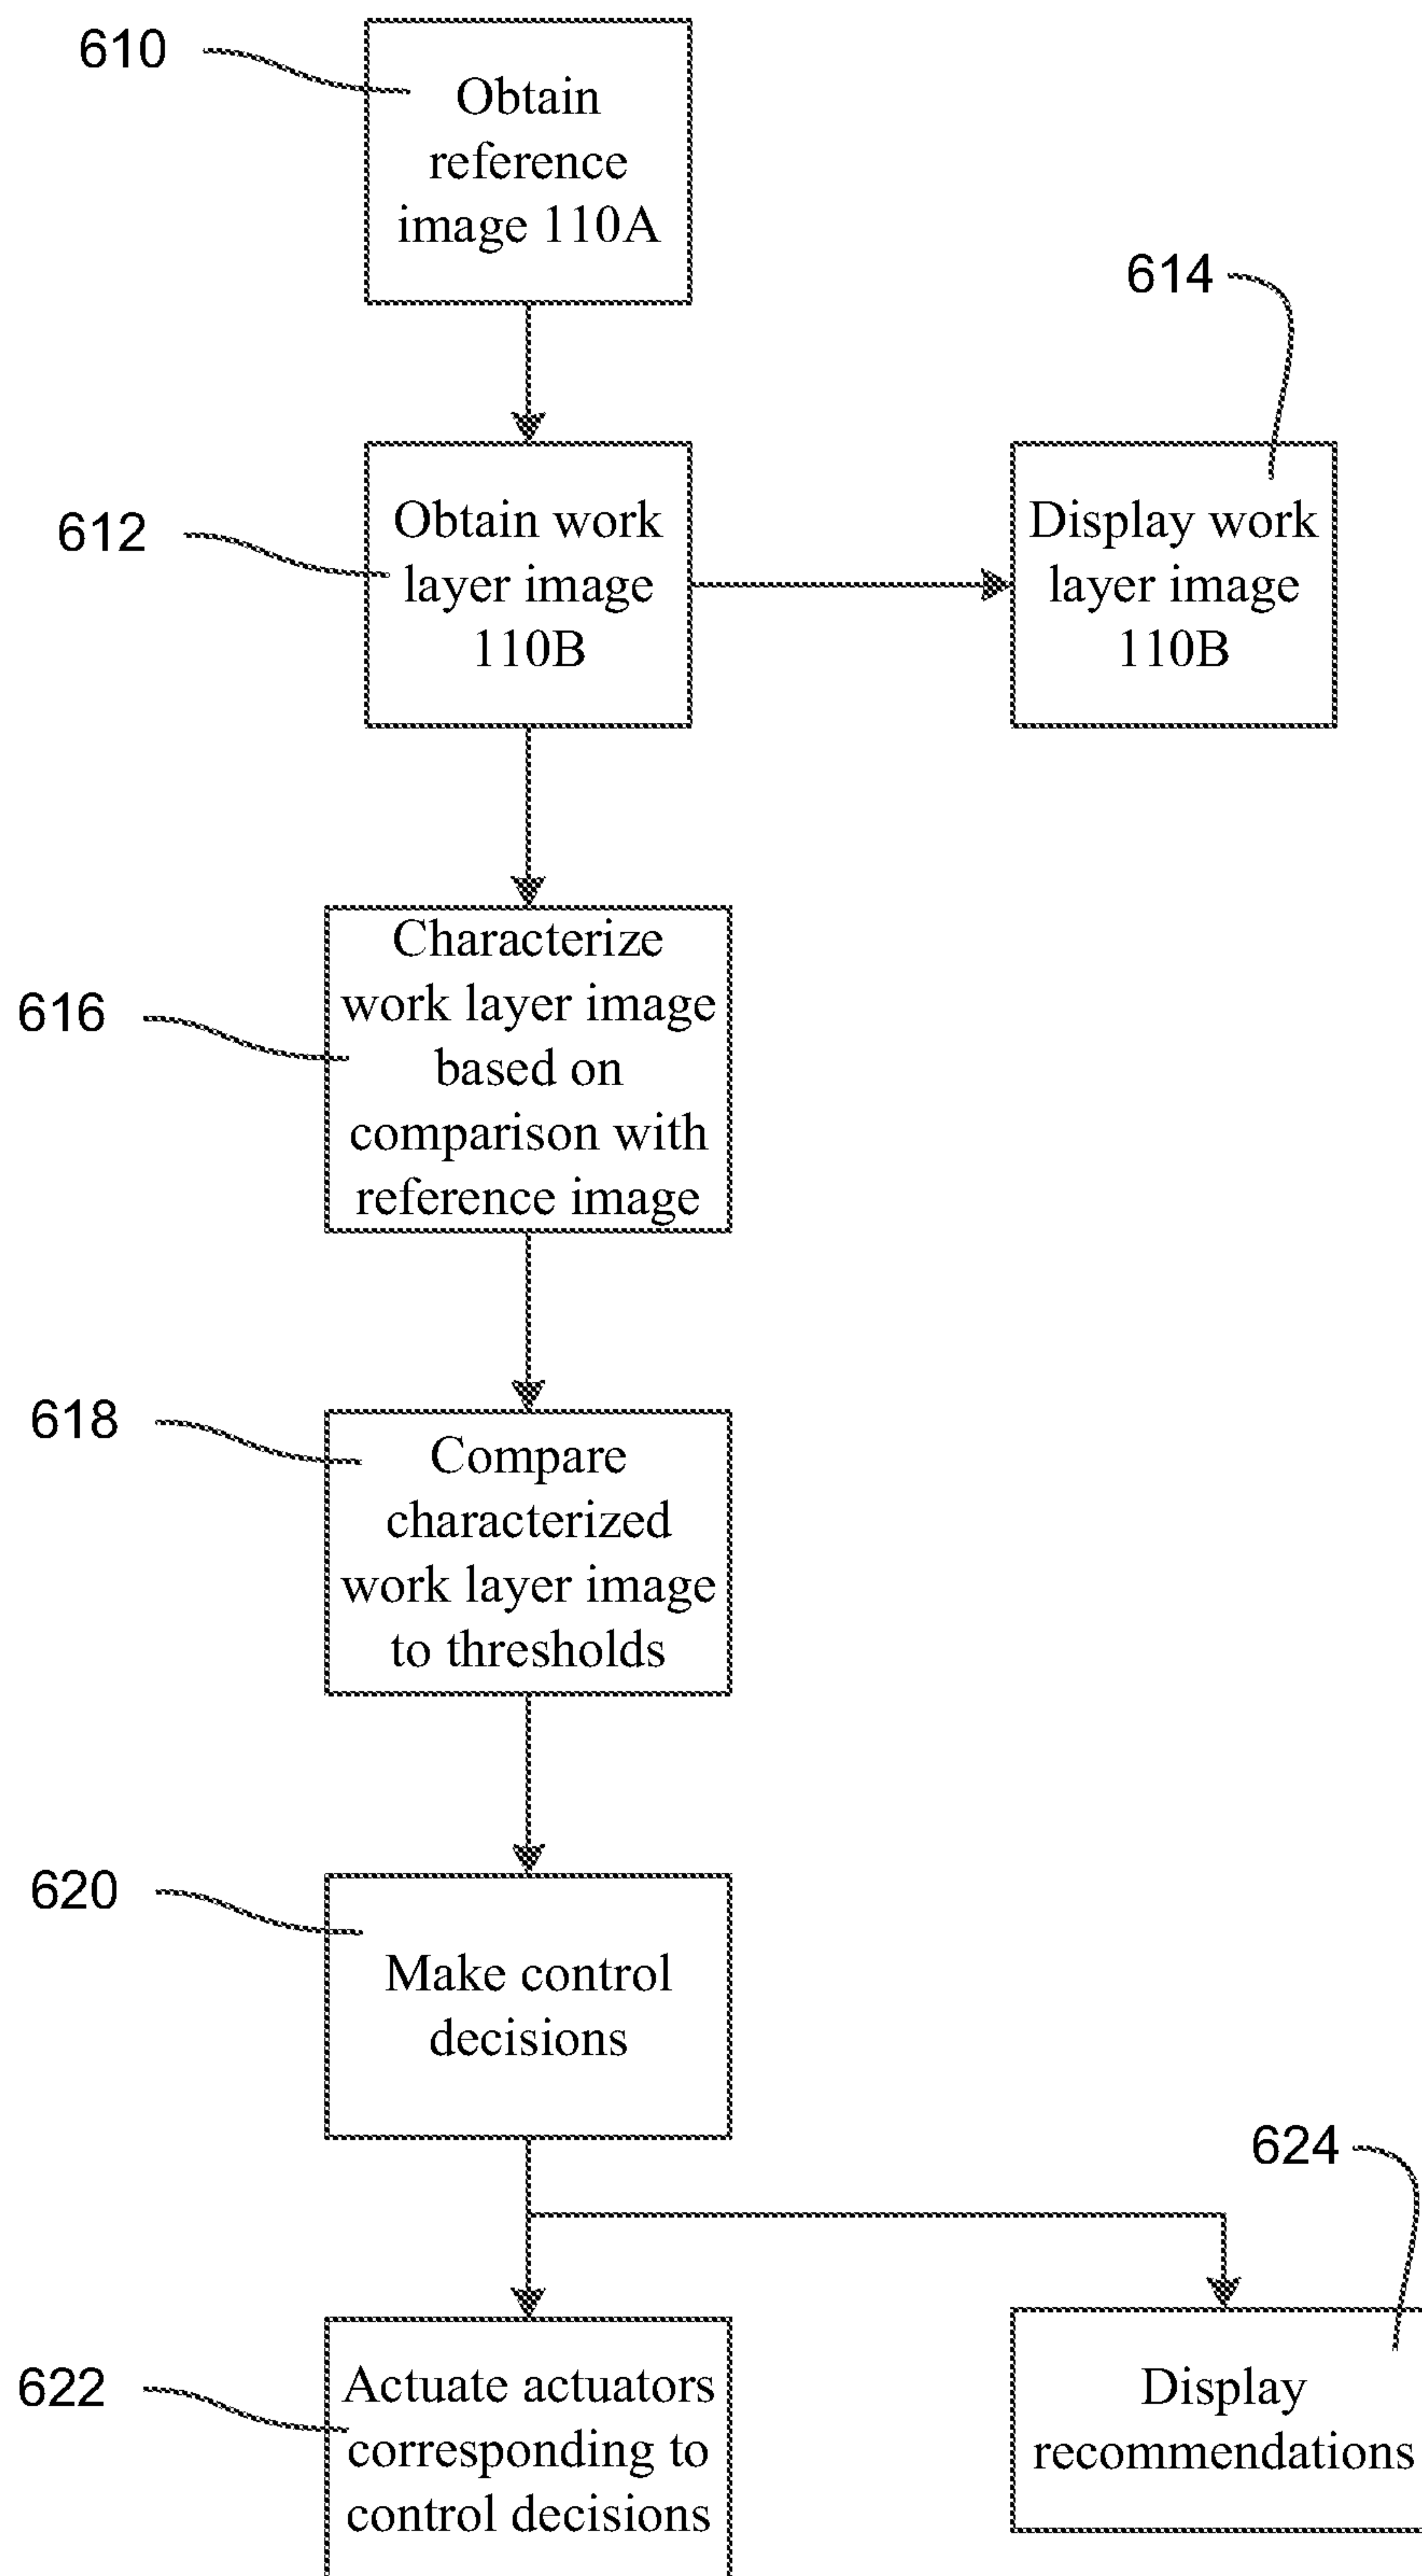 610
Obtain
reference
image 110A
614
612
Obtain work
layer image
110B
Display work
layer image
110B
616
Characterize
work layer image
based on
comparison with
reference image
618
Compare
characterized
work layer image
to thresholds
620
Make control
decisions
624
622
Actuate actuators
corresponding to
control decisions
Display
recommendations